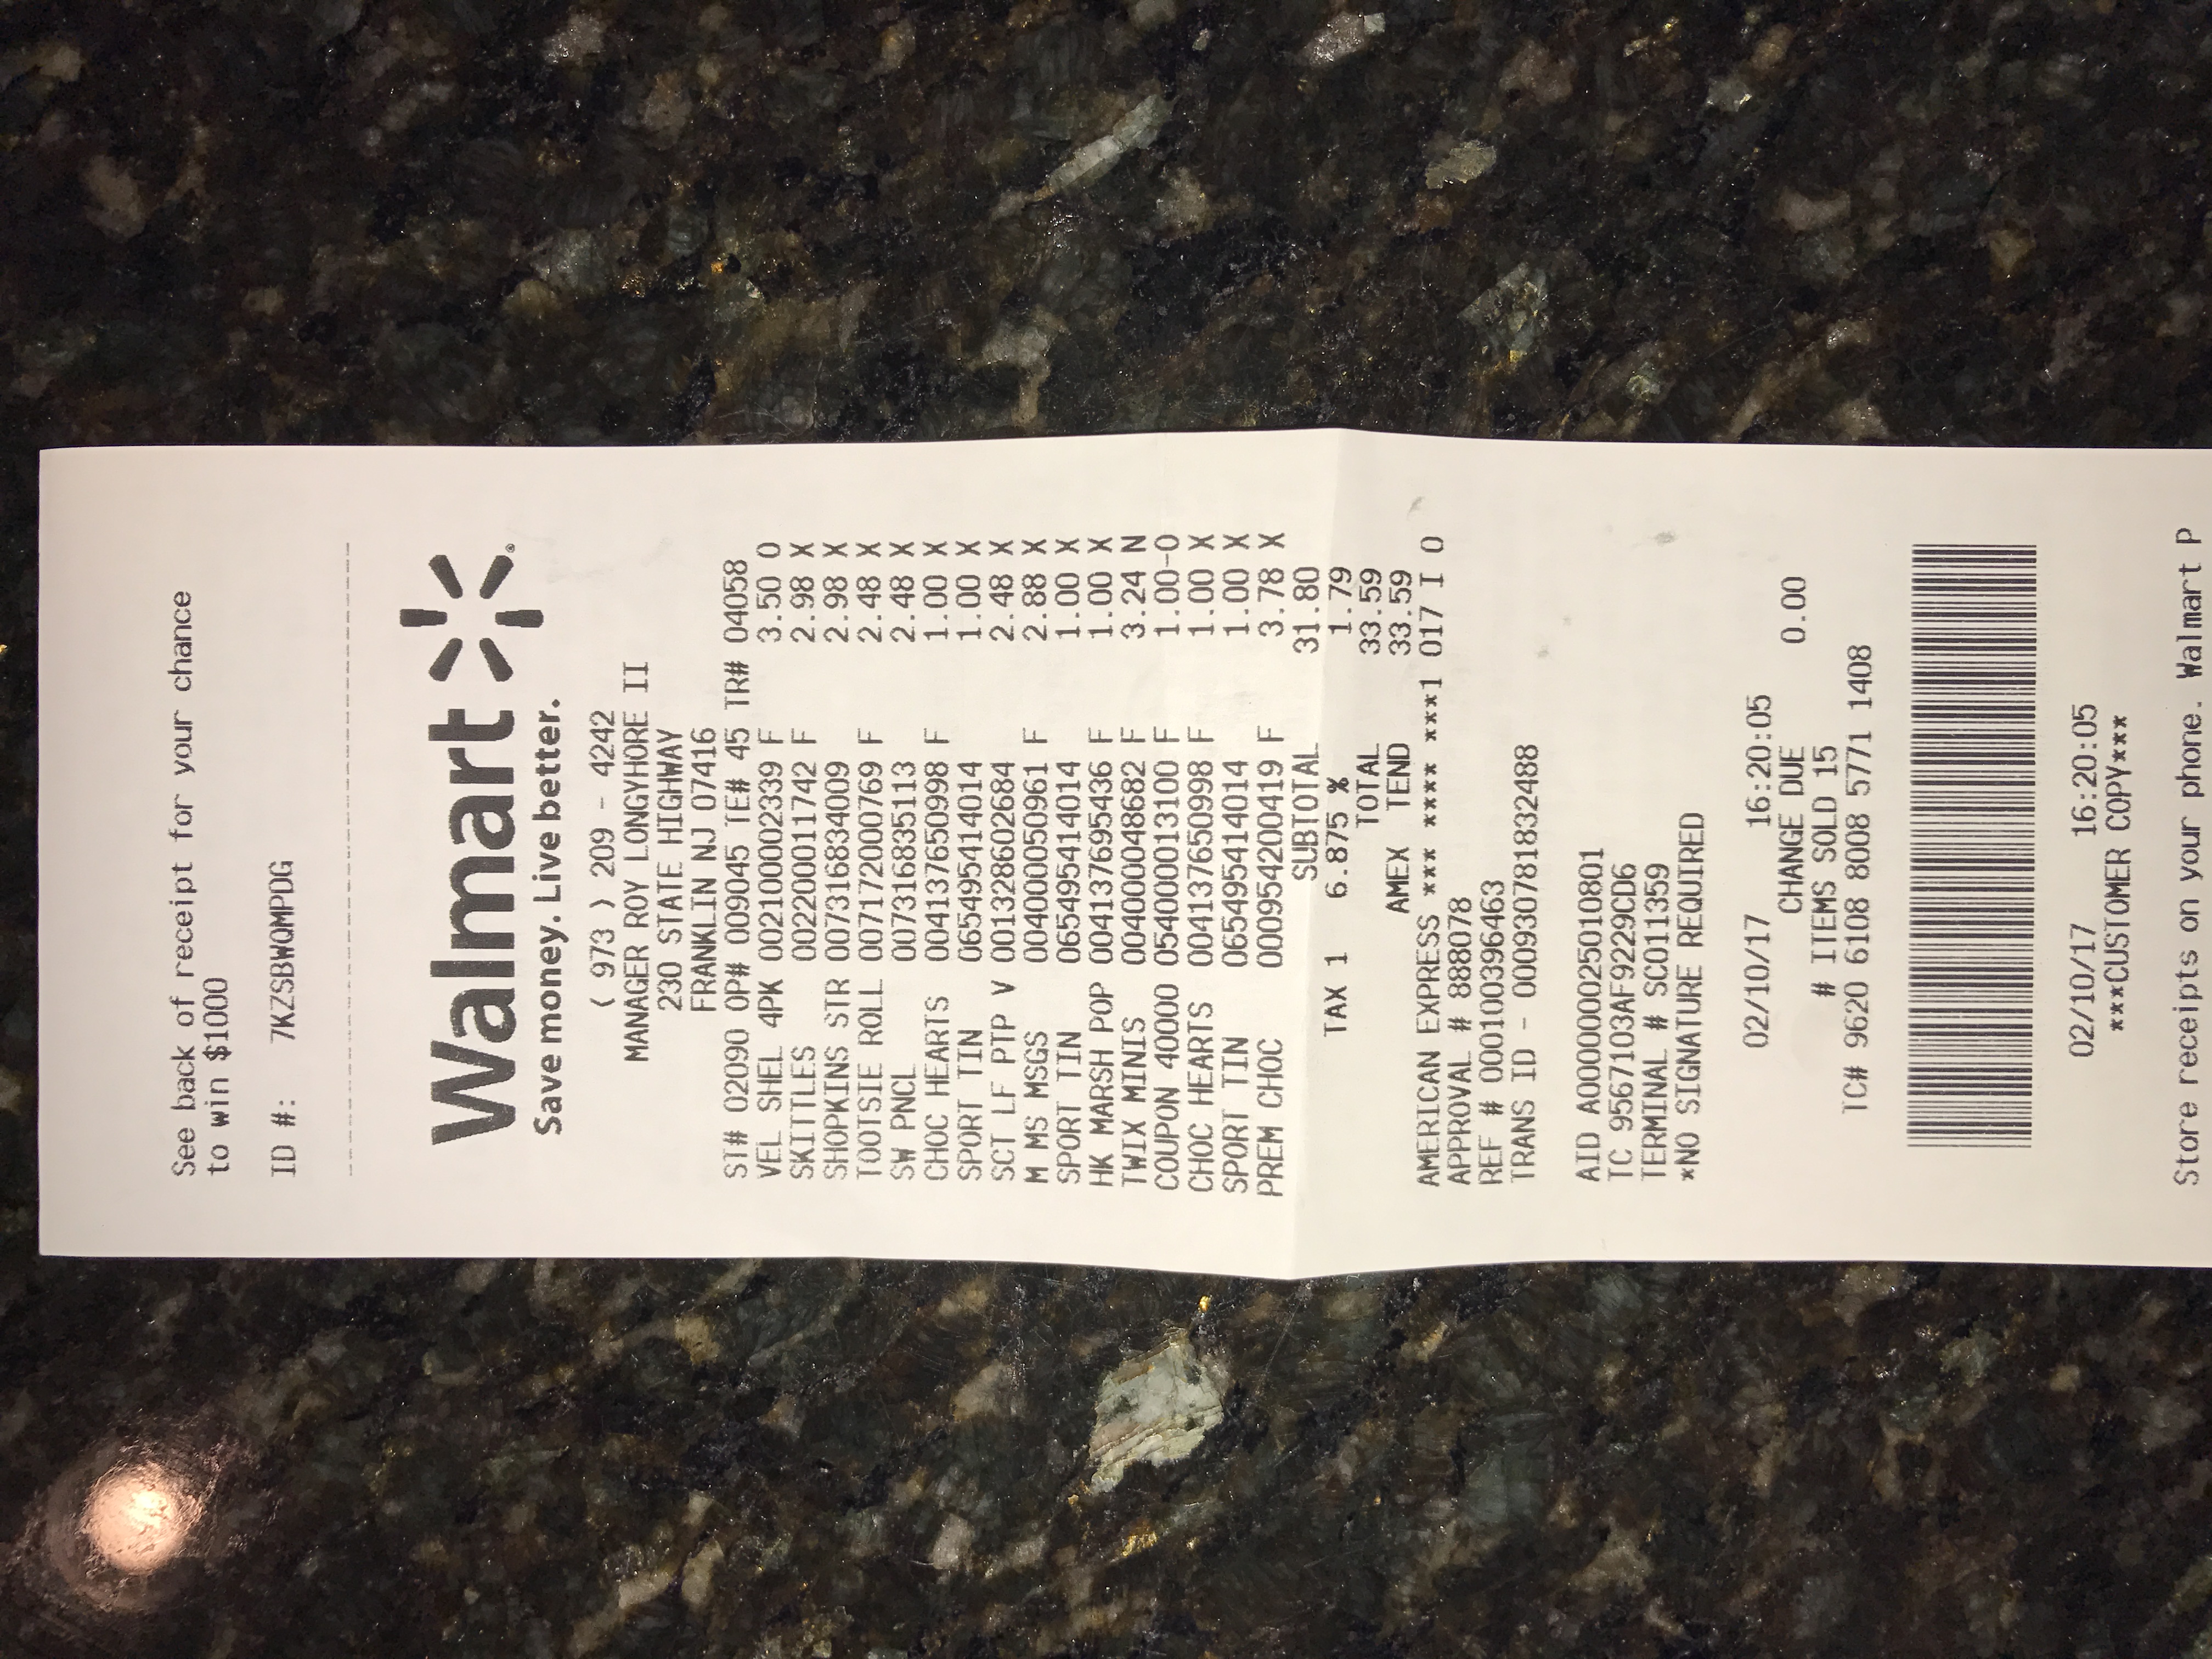 See back of receipt for your chance
to win $1000
ID #: 7KZSBWQMPDG
Walmart
Save money. Live better.
( 973 ) 209 - 4242
MANAGER ROY LONGYHORE II
230 STATE HIGHWAY
FRANKLIN NJ 07416
ST# 02090 OP# 009045 TE# 45 TR# 04058
VEL SHEL 4PK 002100002339 F 3.50 O
SKITTLES 002200011742 F 2.98 X
SHOPKINS STR 007316834009 2.98 X
TOOTSIE ROLL 007172000769 F 2.48 X
SW PNCL 007316835113 2.48 X
CHOC HEARTS 004137650998 F 1.00 X
SPORT TIN 065495414014 1.00 X
SCT LF PTP V 001328602684 2.48 X
M MS MSGS 004000050961 F 2.88 X
SPORT TIN 065495414014 1.00 X
HK MARSH POP 004137695436 F 1.00 X
TWIX MINIS 004000048682 F 3.24 N
COUPON 40000 054000013100 F 1.00-O
CHOC HEARTS 004137650998 F 1.00 X
SPORT TIN 065495414014 1.00 X
PREM CHOC 000954200419 F 3.78 X
SUBTOTAL 31.80
TAX 1 6.875 % 1.79
TOTAL 33.59
AMEX TEND 33.59
AMERICAN EXPRESS *** **** ***1 017 I 0
APPROVAL # 888078
REF # 000100396463
TRANS ID - 000930781832488
AID A000000025010801
TC 9567103AF9229CD6
TERMINAL # SC011359
*NO SIGNATURE REQUIRED
02/10/17 16:20:05
CHANGE DUE 0.00
# ITEMS SOLD 15
TC# 9620 6108 8008 5771 1408
02/10/17 16:20:05
***CUSTOMER COPY***
Store receipts on your phone. Walmart P